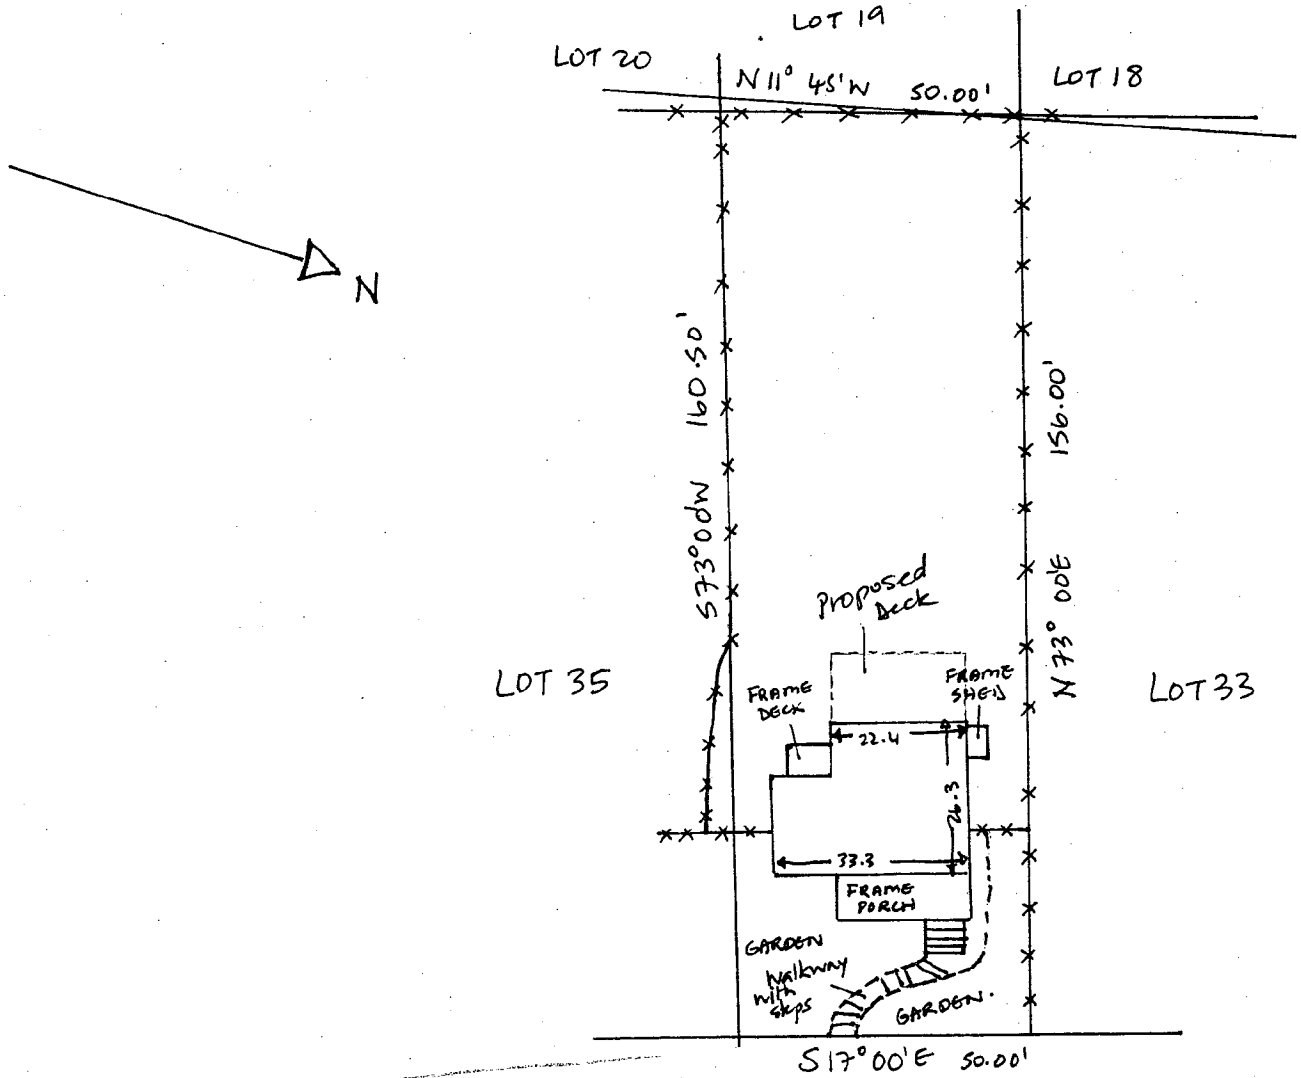 LOT 19
LOT 20
N 11° 45'W 50.00'
LOT 18
N
S73°00'W 160.50'
156.00'
N 73° 00'E
Proposed
Deck
LOT 35
LOT 33
FRAME
DECK
FRAME
SHED
22.4
26.3
33.3
FRAME
PORCH
GARDEN
Walkway
with
steps
GARDEN.
S 17°00'E 50.00'